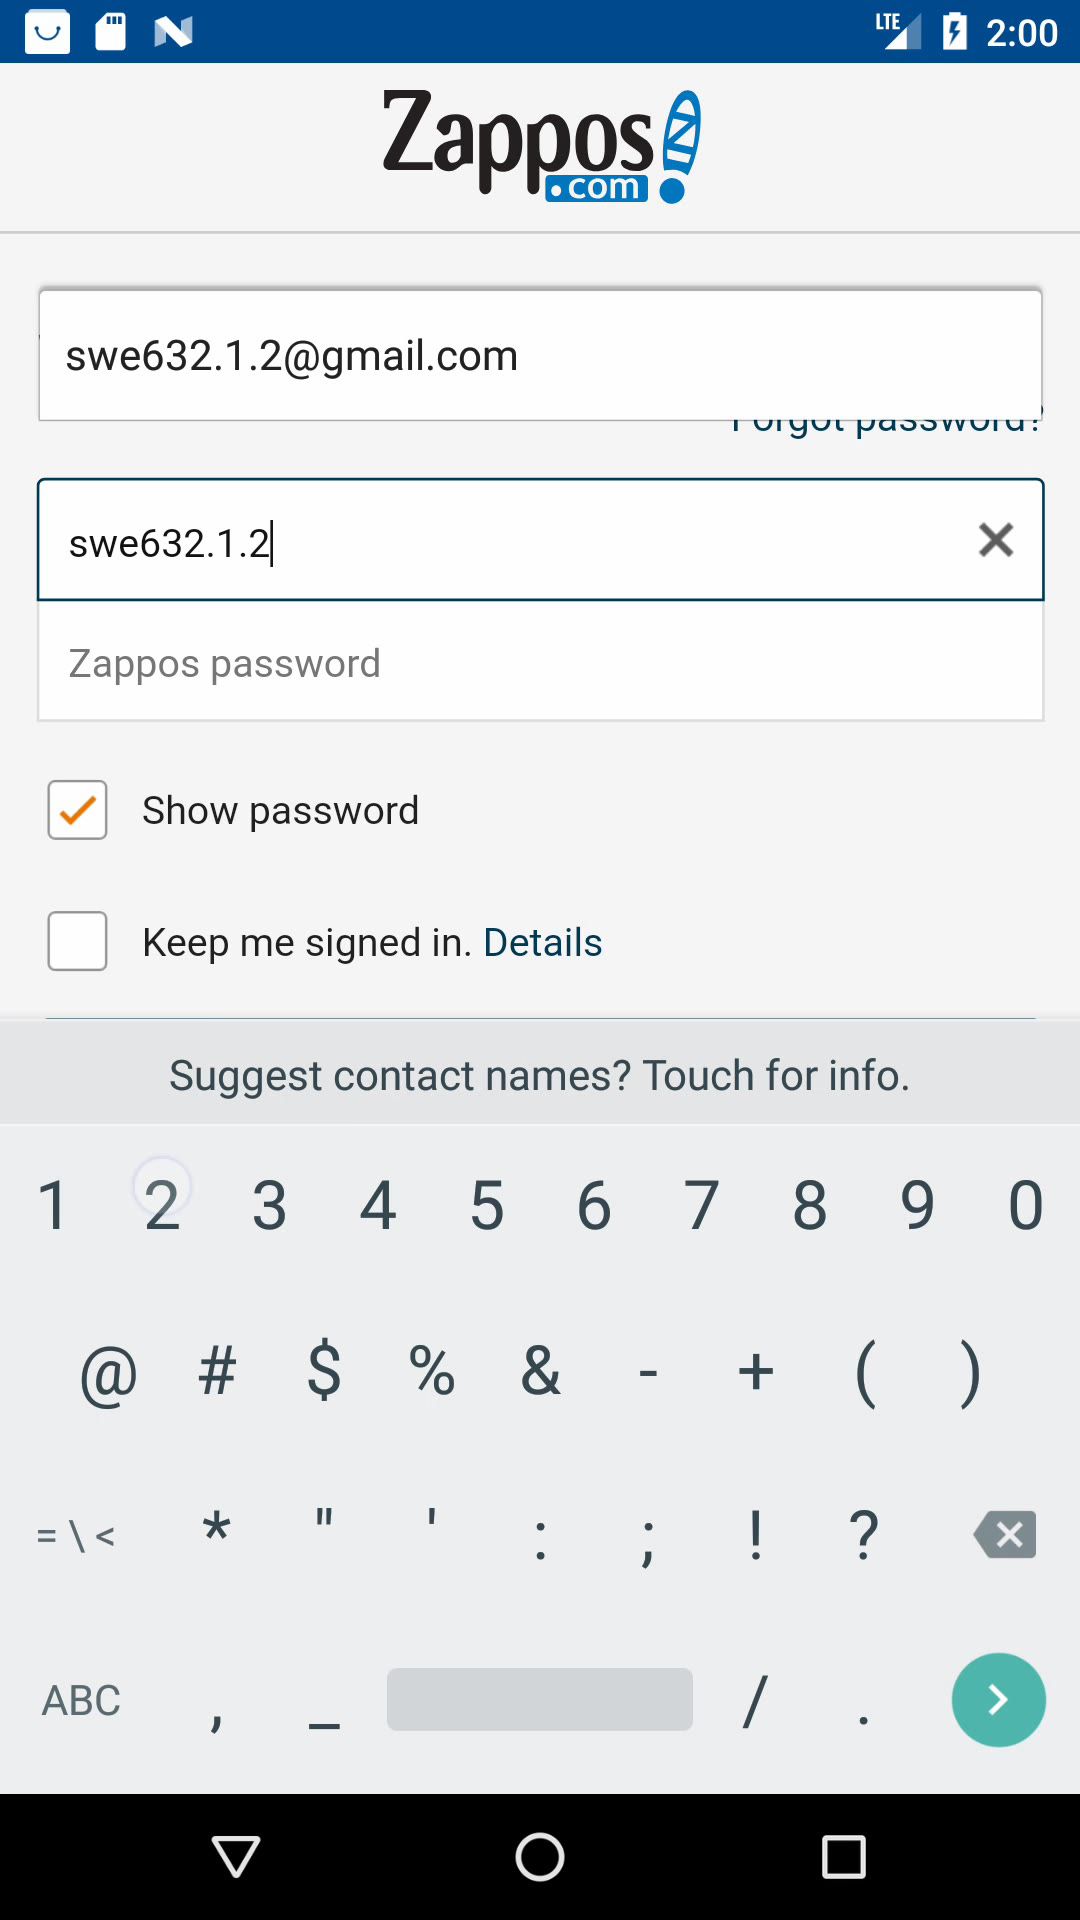 LTE 2:00
Zappos
.com
swe632.1.2@gmail.com
Forgot password?
swe632.1.2
Zappos password
Show password
Keep me signed in. Details
Suggest contact names? Touch for info.
1 2 3 4 5 6 7 8 9 0
@ # $ % & - + ( )
= \ < * " ' : ; ! ?
ABC , _ / .